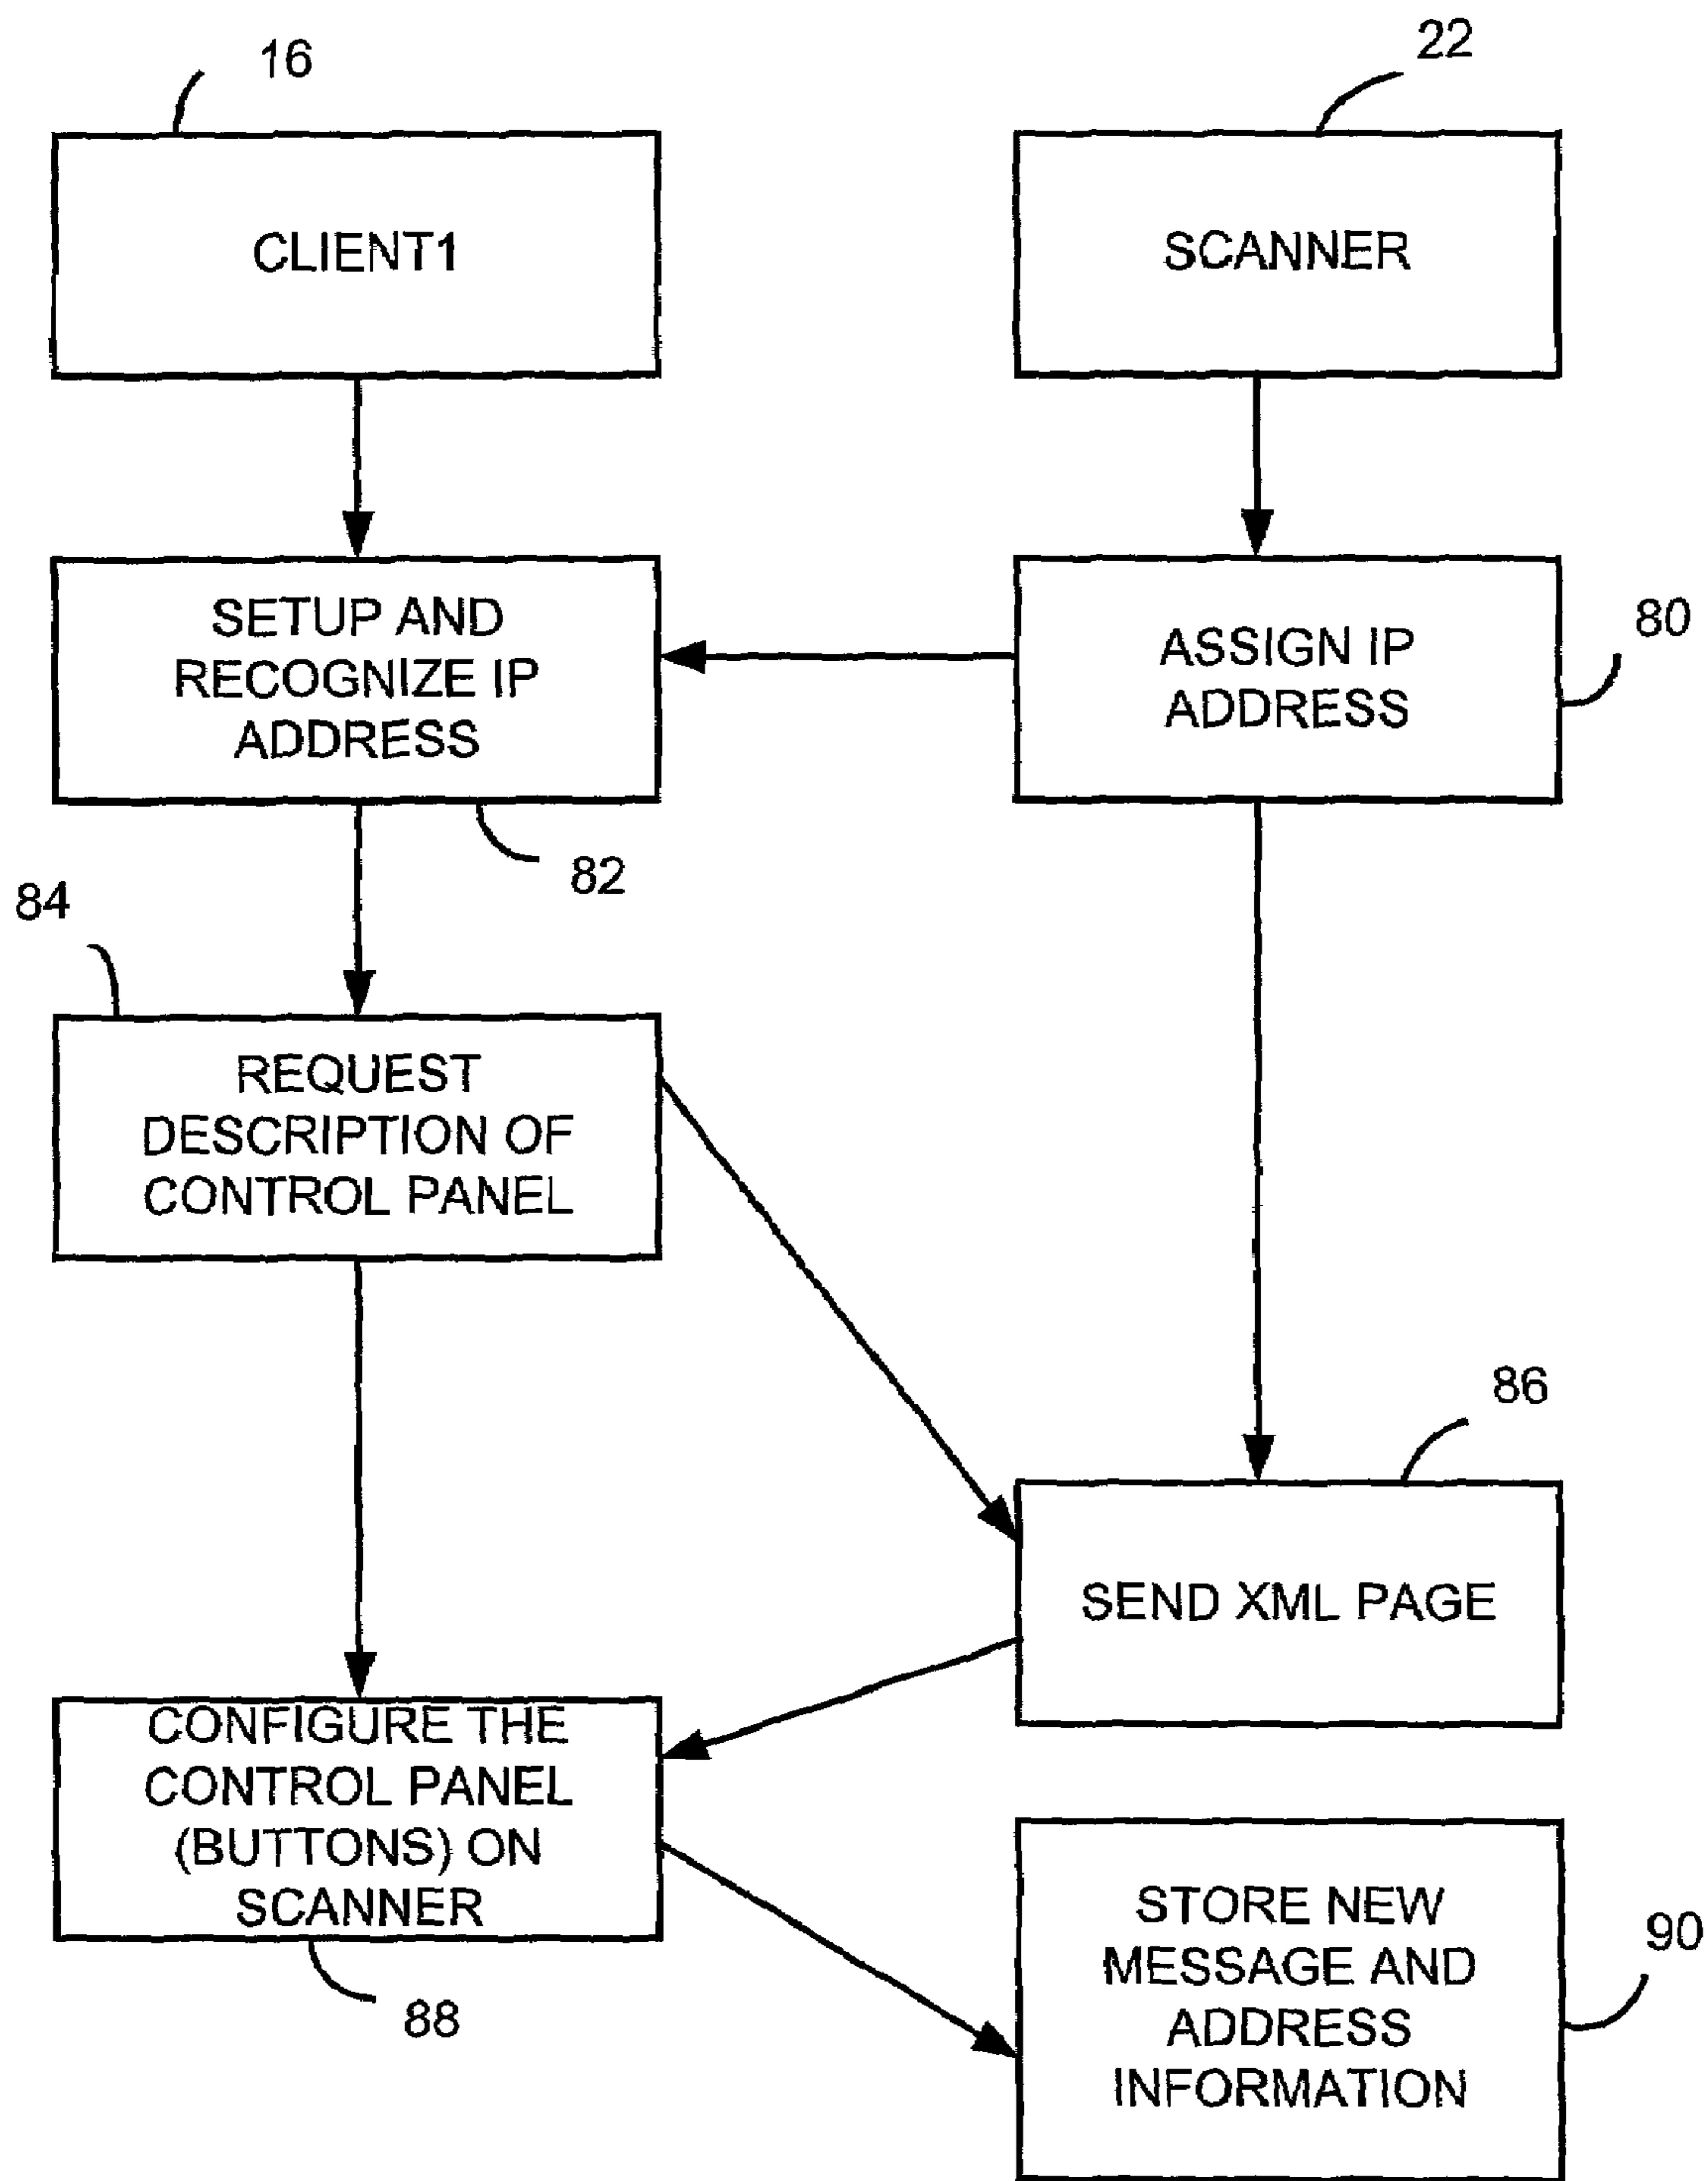 16
22
CLIENT1
SCANNER
SETUP AND
RECOGNIZE IP
ADDRESS
ASSIGN IP
ADDRESS
80
82
84
REQUEST
DESCRIPTION OF
CONTROL PANEL
86
SEND XML PAGE
CONFIGURE THE
CONTROL PANEL
(BUTTONS) ON
SCANNER
88
STORE NEW
MESSAGE AND
ADDRESS
INFORMATION
90